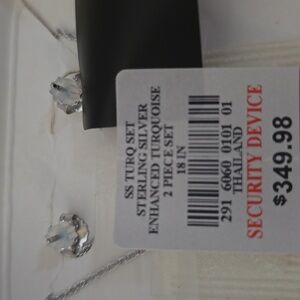 SS TURQ SET
STERLING SILVER
ENHANCED TURQUOISE
2 PIECE SET
18 IN
291 6060 0101 01
THAILAND
SECURITY DEVICE
$349.98